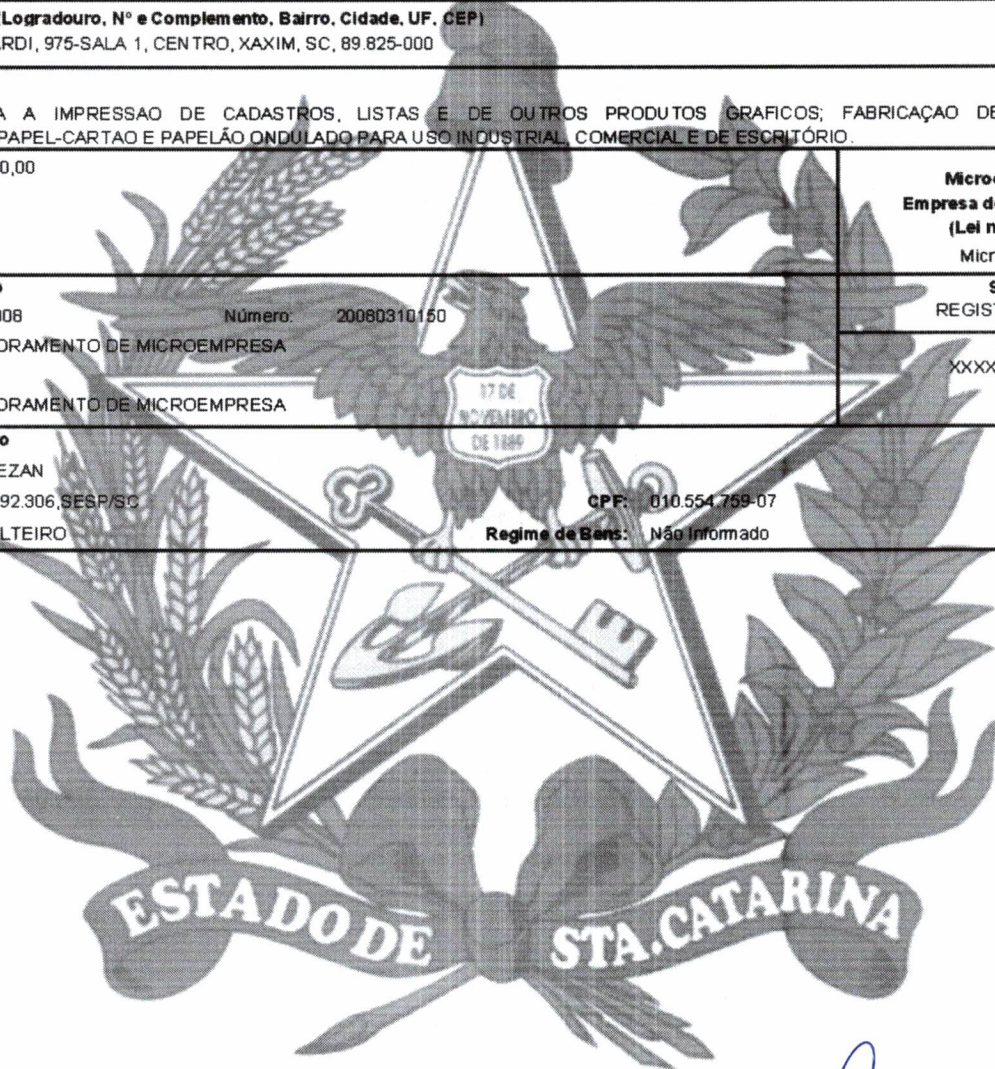 (Logradouro, Nº e Complemento, Bairro, Cidade, UF, CEP)
RDI, 975-SALA 1, CENTRO, XAXIM, SC, 89.825-000
A A IMPRESSAO DE CADASTROS, LISTAS E DE OUTROS PRODUTOS GRAFICOS; FABRICAÇAO DE
PAPEL-CARTAO E PAPELÃO ONDULADO PARA USO INDUSTRIAL, COMERCIAL E DE ESCRITÓRIO.
0,00
Micro
Empresa d
(Lei n
Micr
o
008 Número: 20080310150
S
REGIST
ORAMENTO DE MICROEMPRESA
XXXX
ORAMENTO DE MICROEMPRESA
o
EZAN
92.306,SESP/SC CPF: 010.554.759-07
LTEIRO Regime de Bens: Não Informado
17 DE
NOVEMBRO
DE 1889
ESTADO DE STA.CATARINA